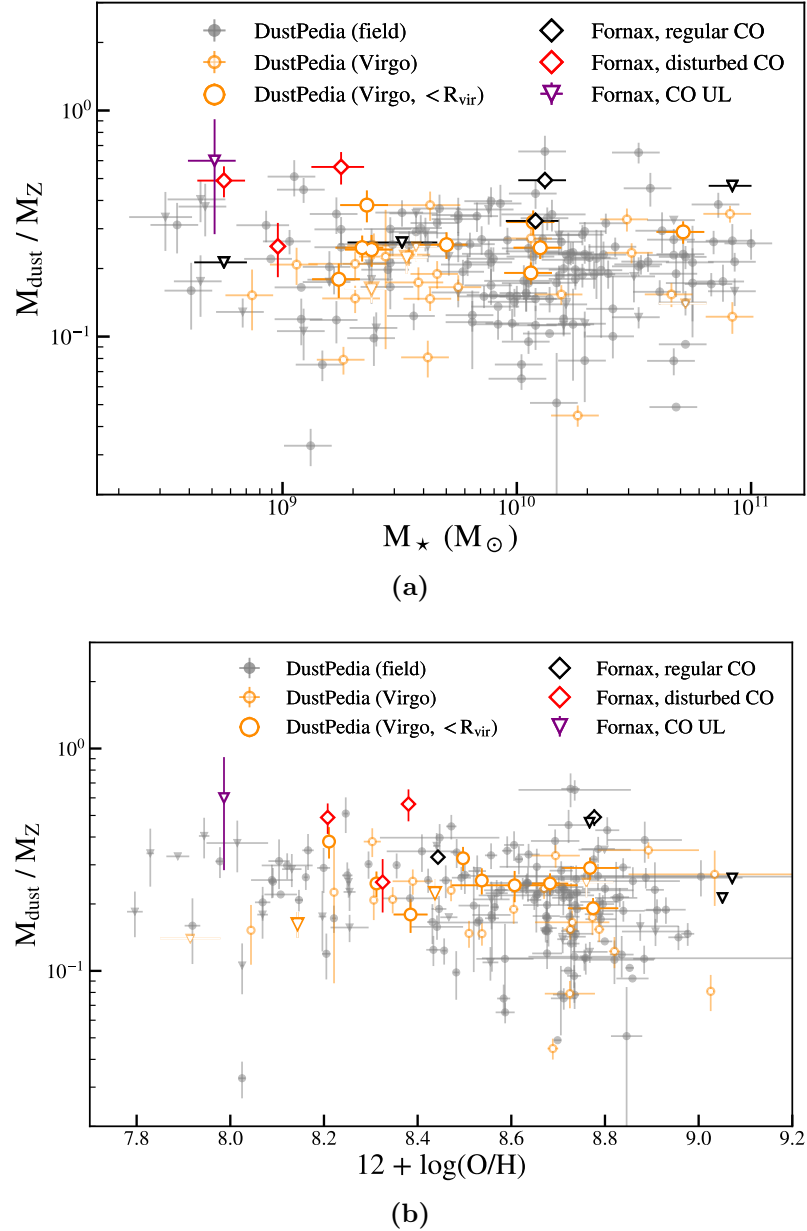 DustPedia (field)
DustPedia (Virgo)
DustPedia (Virgo, < R_vir)
Fornax, regular CO
Fornax, disturbed CO
Fornax, CO UL
M_dust / M_Z
10^0
10^−1
10^9
10^10
10^11
M_⋆ (M_⊙)
(a)
DustPedia (field)
DustPedia (Virgo)
DustPedia (Virgo, < R_vir)
Fornax, regular CO
Fornax, disturbed CO
Fornax, CO UL
M_dust / M_Z
10^0
10^−1
7.8 8.0 8.2 8.4 8.6 8.8 9.0 9.2
12 + log(O/H)
(b)